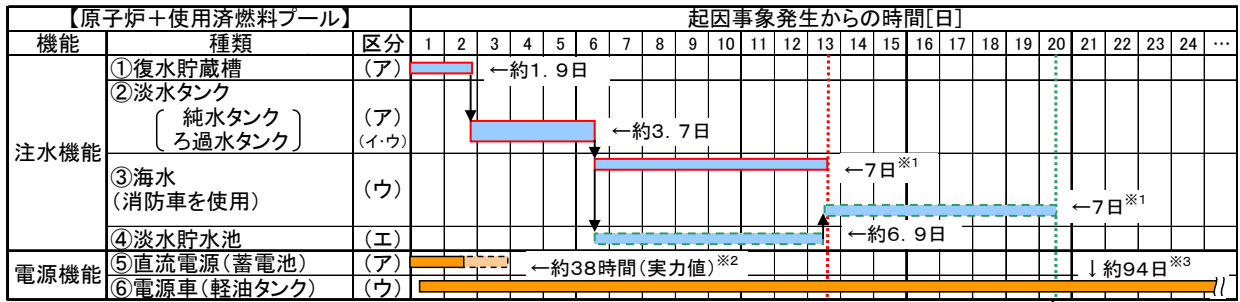 【原子炉+使用済燃料プール】 起因事象発生からの時間[日]
機能 種類 区分 1 2 3 4 5 6 7 8 9 10 11 12 13 14 15 16 17 18 19 20 21 22 23 24 …
注水機能
①復水貯蔵槽 (ア) ←約1.9日
②淡水タンク
純水タンク (ア) ←約3.7日
ろ過水タンク (イ・ウ)
③海水 (ウ) ←7日※1
(消防車を使用) ←7日※1
④淡水貯水池 (エ) ←約6.9日
電源機能
⑤直流電源(蓄電池) (ア) ←約38時間(実力値)※2 ↓約94日※3
⑥電源車(軽油タンク) (ウ)